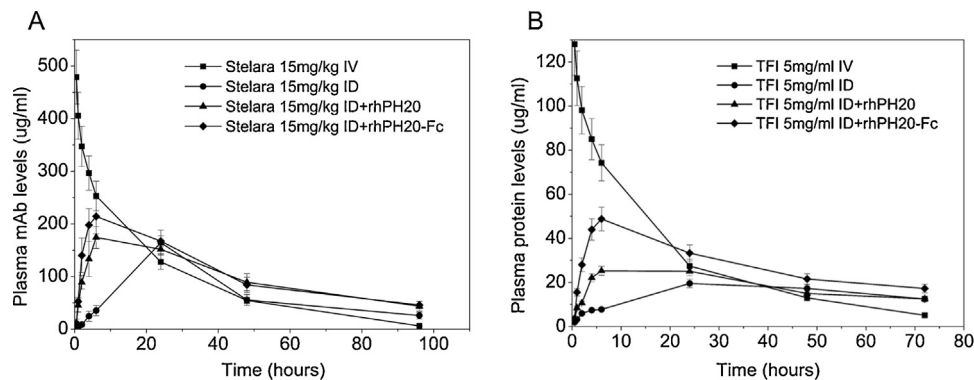 A
Stelara 15mg/kg IV
Stelara 15mg/kg ID
Stelara 15mg/kg ID+rhPH20
Stelara 15mg/kg ID+rhPH20-Fc
Plasma mAb levels (ug/ml)
500
400
300
200
100
0
0 20 40 60 80 100
Time (hours)
B
TFI 5mg/ml IV
TFI 5mg/ml ID
TFI 5mg/ml ID+rhPH20
TFI 5mg/ml ID+rhPH20-Fc
Plasma protein levels (ug/ml)
120
100
80
60
40
20
0
0 10 20 30 40 50 60 70 80
Time (hours)